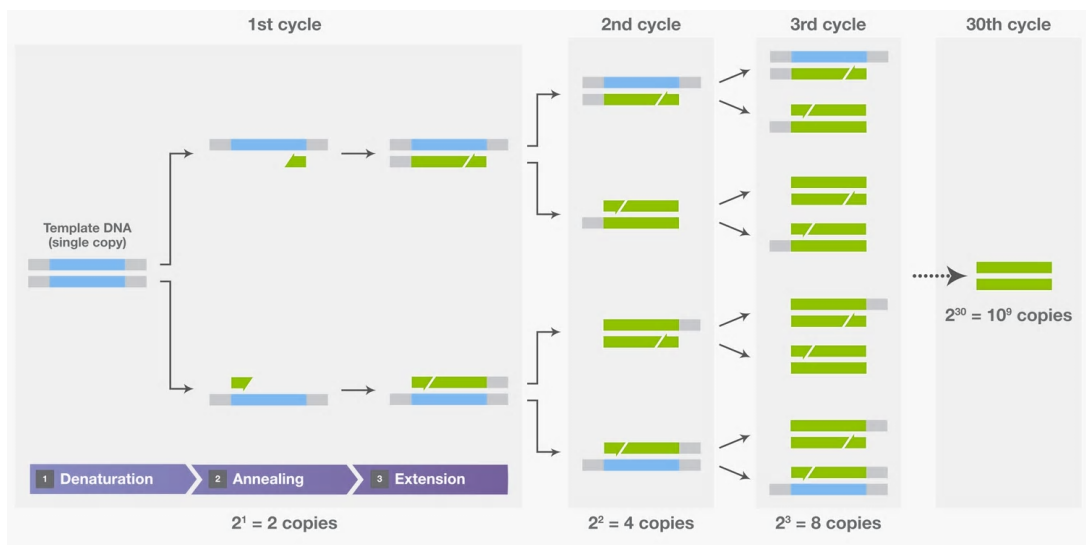 1st cycle
2nd cycle
3rd cycle
30th cycle
Template DNA
(single copy)
2³⁰ = 10⁹ copies
1 Denaturation
2 Annealing
3 Extension
2¹ = 2 copies
2² = 4 copies
2³ = 8 copies